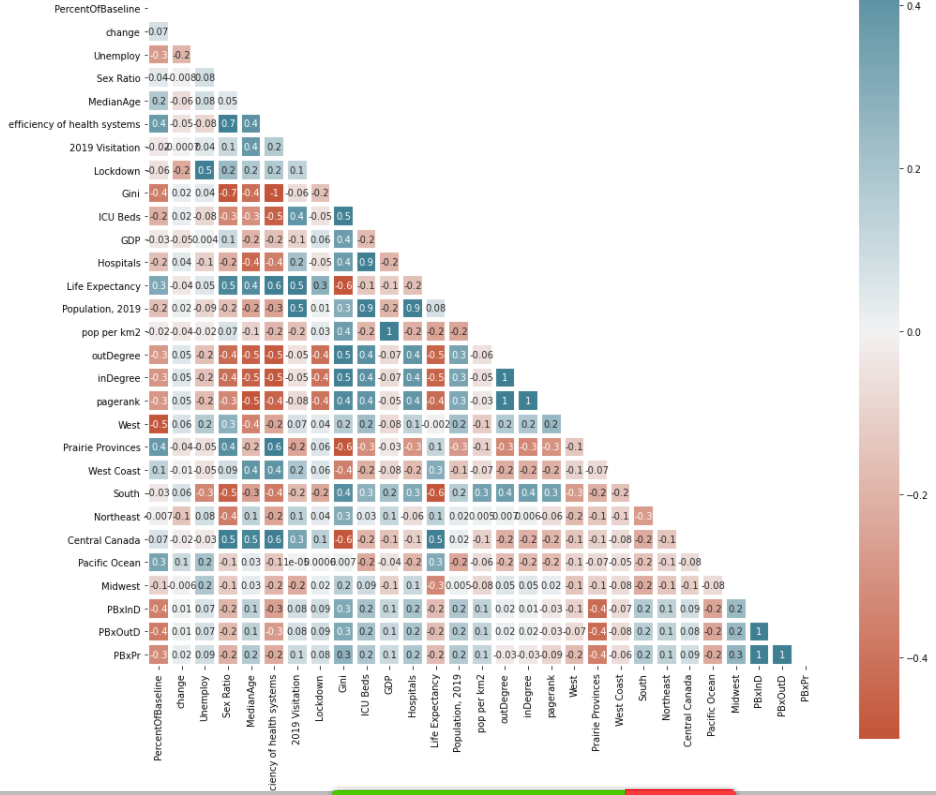 PercentOfBaseline
0.4
change 0.07
Unemploy -0.3 -0.2
Sex Ratio 0.04 -0.008 0.08
MedianAge 0.2 -0.06 0.08 0.05
efficiency of health systems 0.4 -0.05 -0.08 0.7 0.4
2019 Visitation -0.02 0.0007 0.04 0.1 0.4 0.2
Lockdown -0.06 -0.2 0.5 0.2 0.2 0.2 0.1
0.2
Gini -0.4 0.02 0.04 -0.7 -0.4 -1 -0.06 -0.2
ICU Beds -0.2 0.02 -0.08 -0.3 -0.3 -0.5 0.4 -0.05 0.5
GDP -0.03 -0.05 0.004 0.1 -0.2 -0.2 -0.1 0.06 0.4 -0.2
Hospitals -0.2 0.04 -0.1 -0.2 -0.4 -0.4 0.2 -0.05 0.4 0.9 -0.2
Life Expectancy 0.3 -0.04 0.05 0.5 0.4 0.6 0.5 0.3 -0.6 -0.1 -0.1 -0.2
Population, 2019 -0.2 0.02 -0.09 -0.2 -0.2 -0.3 0.5 0.01 0.3 0.9 -0.2 0.9 0.08
pop per km2 -0.02 -0.04 -0.02 0.07 -0.1 -0.2 -0.2 0.03 0.4 -0.2 1 -0.2 -0.2 -0.2
0.0
outDegree -0.3 0.05 -0.2 -0.4 -0.5 -0.5 -0.05 -0.4 0.5 0.4 -0.07 0.4 -0.5 0.3 -0.06
inDegree -0.3 0.05 -0.2 -0.4 -0.5 -0.5 -0.05 -0.4 0.5 0.4 -0.07 0.4 -0.5 0.3 -0.05 1
pagerank -0.3 0.05 -0.2 -0.3 -0.5 -0.4 -0.08 -0.4 0.4 0.4 -0.05 0.4 -0.4 0.3 -0.03 1 1
West -0.5 0.06 0.2 0.3 -0.4 -0.2 0.07 0.04 0.2 0.2 -0.08 0.1 -0.002 0.2 -0.1 0.2 0.2 0.2
Prairie Provinces 0.4 -0.04 -0.05 0.4 -0.2 0.6 -0.2 0.06 -0.6 -0.3 -0.03 -0.3 0.1 -0.3 -0.1 -0.3 -0.3 -0.3 -0.1
West Coast 0.1 -0.01 -0.05 0.09 0.4 0.4 0.2 0.06 -0.4 -0.2 -0.08 -0.2 0.3 -0.1 -0.07 -0.2 -0.2 -0.2 -0.1 -0.07
South -0.03 0.06 -0.3 -0.5 -0.3 -0.4 -0.2 -0.2 0.4 0.3 0.2 0.3 -0.6 0.2 0.3 0.4 0.4 0.3 -0.3 -0.2 -0.2
-0.2
Northeast -0.007 -0.1 0.08 -0.4 0.1 -0.2 0.1 0.04 0.3 0.03 0.1 -0.06 0.1 0.02 0.005 0.007 0.006 -0.06 -0.2 -0.1 -0.1 -0.3
Central Canada 0.07 -0.02 -0.03 0.5 0.5 0.6 0.3 0.1 -0.6 -0.2 -0.1 -0.1 0.5 0.02 -0.1 -0.2 -0.2 -0.2 -0.1 -0.1 -0.08 -0.2 -0.1
Pacific Ocean 0.3 0.1 0.2 -0.1 0.03 -0.1 1e-05 0.0006 0.007 -0.2 -0.04 -0.2 0.3 -0.2 -0.06 -0.2 -0.2 -0.2 -0.1 -0.07 -0.05 -0.2 -0.1 -0.08
Midwest -0.1 -0.006 0.2 -0.1 0.03 -0.2 -0.2 0.02 0.2 0.09 -0.1 0.1 -0.3 0.005 -0.08 0.05 0.05 0.02 -0.1 -0.1 -0.08 -0.2 -0.1 -0.1 -0.08
PBxInD -0.4 0.01 0.07 -0.2 0.1 -0.3 0.08 0.09 0.3 0.2 0.1 0.2 -0.2 0.2 0.1 0.02 0.01 -0.03 -0.1 -0.4 -0.07 0.2 0.1 0.09 -0.2 0.2
PBxOutD -0.4 0.01 0.07 -0.2 0.1 -0.3 0.08 0.09 0.3 0.2 0.1 0.2 -0.2 0.2 0.1 0.02 0.02 -0.03 -0.07 -0.4 -0.08 0.2 0.1 0.08 -0.2 0.2 1
PBxPr -0.3 0.02 0.09 -0.2 0.2 -0.2 0.1 0.08 0.3 0.2 0.1 0.2 -0.2 0.2 0.1 -0.03 -0.03 -0.09 -0.2 -0.4 -0.06 0.2 0.1 0.09 -0.2 0.3 1 1
-0.4
PercentOfBaseline
change
Unemploy
Sex Ratio
MedianAge
ciency of health systems
2019 Visitation
Lockdown
Gini
ICU Beds
GDP
Hospitals
Life Expectancy
Population, 2019
pop per km2
outDegree
inDegree
pagerank
West
Prairie Provinces
West Coast
South
Northeast
Central Canada
Pacific Ocean
Midwest
PBxInD
PBxOutD
PBxPr